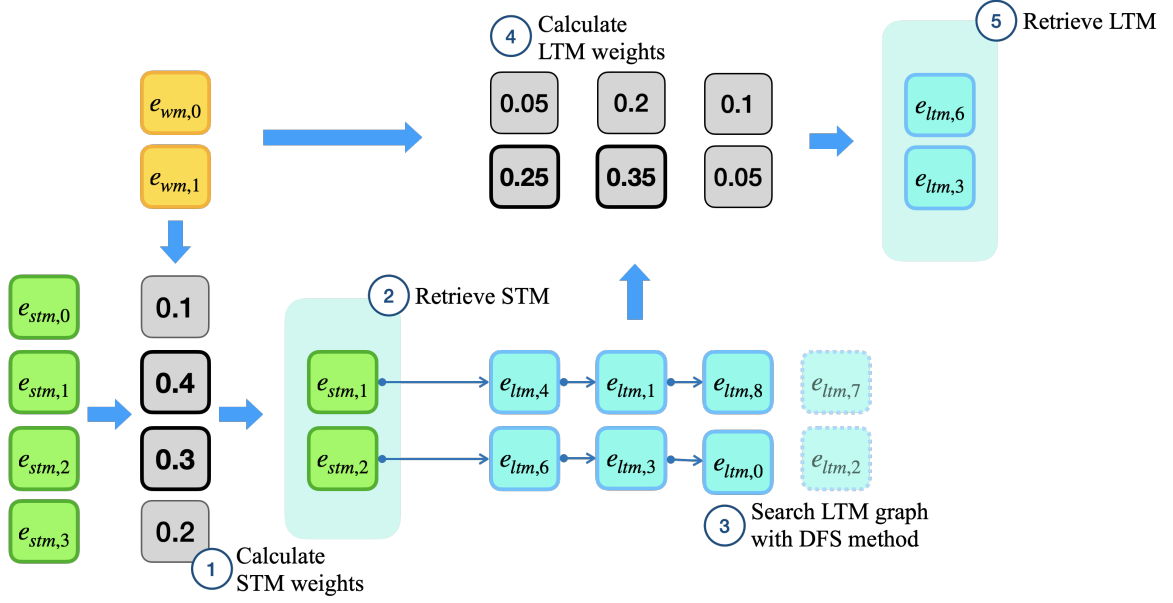 4 Calculate
LTM weights
5 Retrieve LTM
e_wm,0
0.05 0.2 0.1
e_ltm,6
e_wm,1
0.25 0.35 0.05
e_ltm,3
e_stm,0
0.1
2 Retrieve STM
e_stm,1
0.4
e_stm,1
e_ltm,4 e_ltm,1 e_ltm,8 e_ltm,7
e_stm,2
0.3
e_stm,2
e_ltm,6 e_ltm,3 e_ltm,0 e_ltm,2
e_stm,3
0.2
3 Search LTM graph
with DFS method
1 Calculate
STM weights